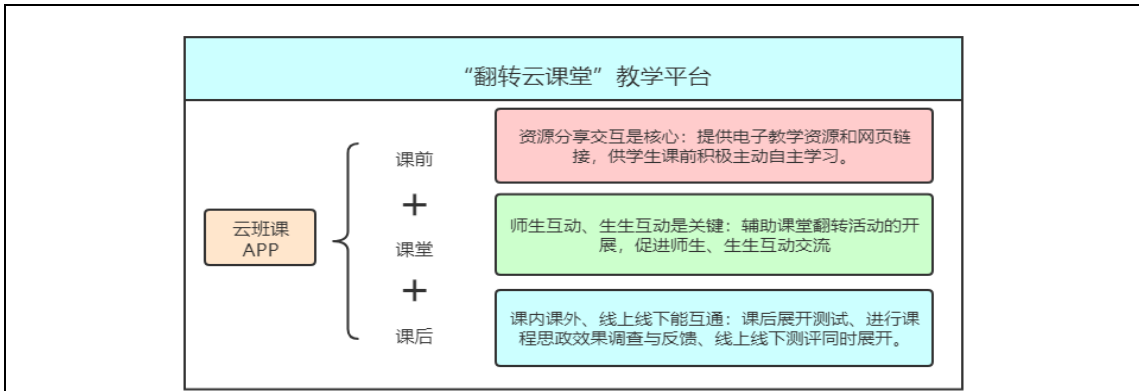 “翻转云课堂”教学平台
云班课
APP
课前
+
课堂
+
课后
资源分享交互是核心：提供电子教学资源和网页链
接，供学生课前积极主动自主学习。
师生互动、生生互动是关键：辅助课堂翻转活动的开
展，促进师生、生生互动交流
课内课外、线上线下能互通：课后展开测试、进行课
程思政效果调查与反馈、线上线下测评同时展开。